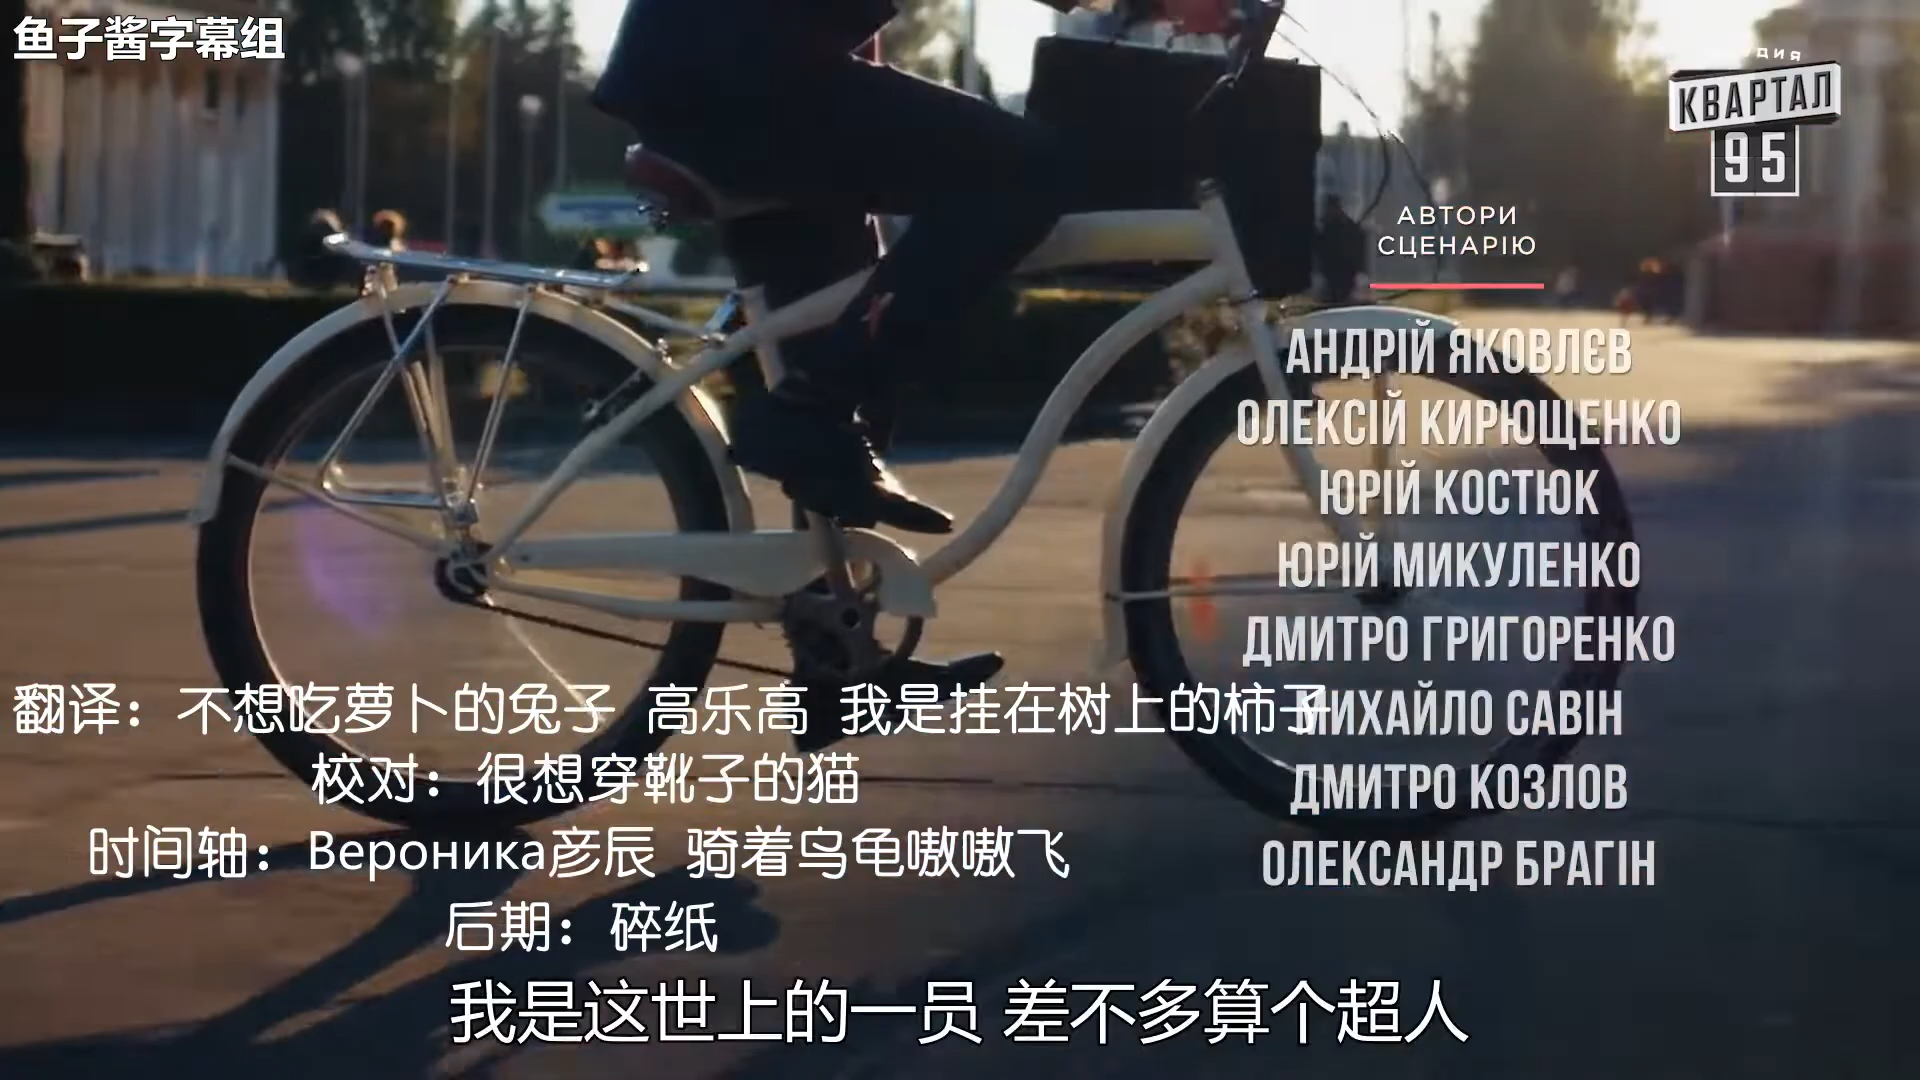 鱼子酱字幕组
КВАРТАЛ
95
АВТОРИ
СЦЕНАРІЮ
АНДРІЙ ЯКОВЛЄВ
ОЛЕКСІЙ КИРЮЩЕНКО
ЮРІЙ КОСТЮК
ЮРІЙ МИКУЛЕНКО
ДМИТРО ГРИГОРЕНКО
МИХАЙЛО САВІН
ДМИТРО КОЗЛОВ
ОЛЕКСАНДР БРАГІН
翻译：不想吃萝卜的兔子 高乐高 我是挂在树上的柿子
校对：很想穿靴子的猫
时间轴：Вероника彦辰 骑着乌龟嗷嗷飞
后期：碎纸
我是这世上的一员 差不多算个超人